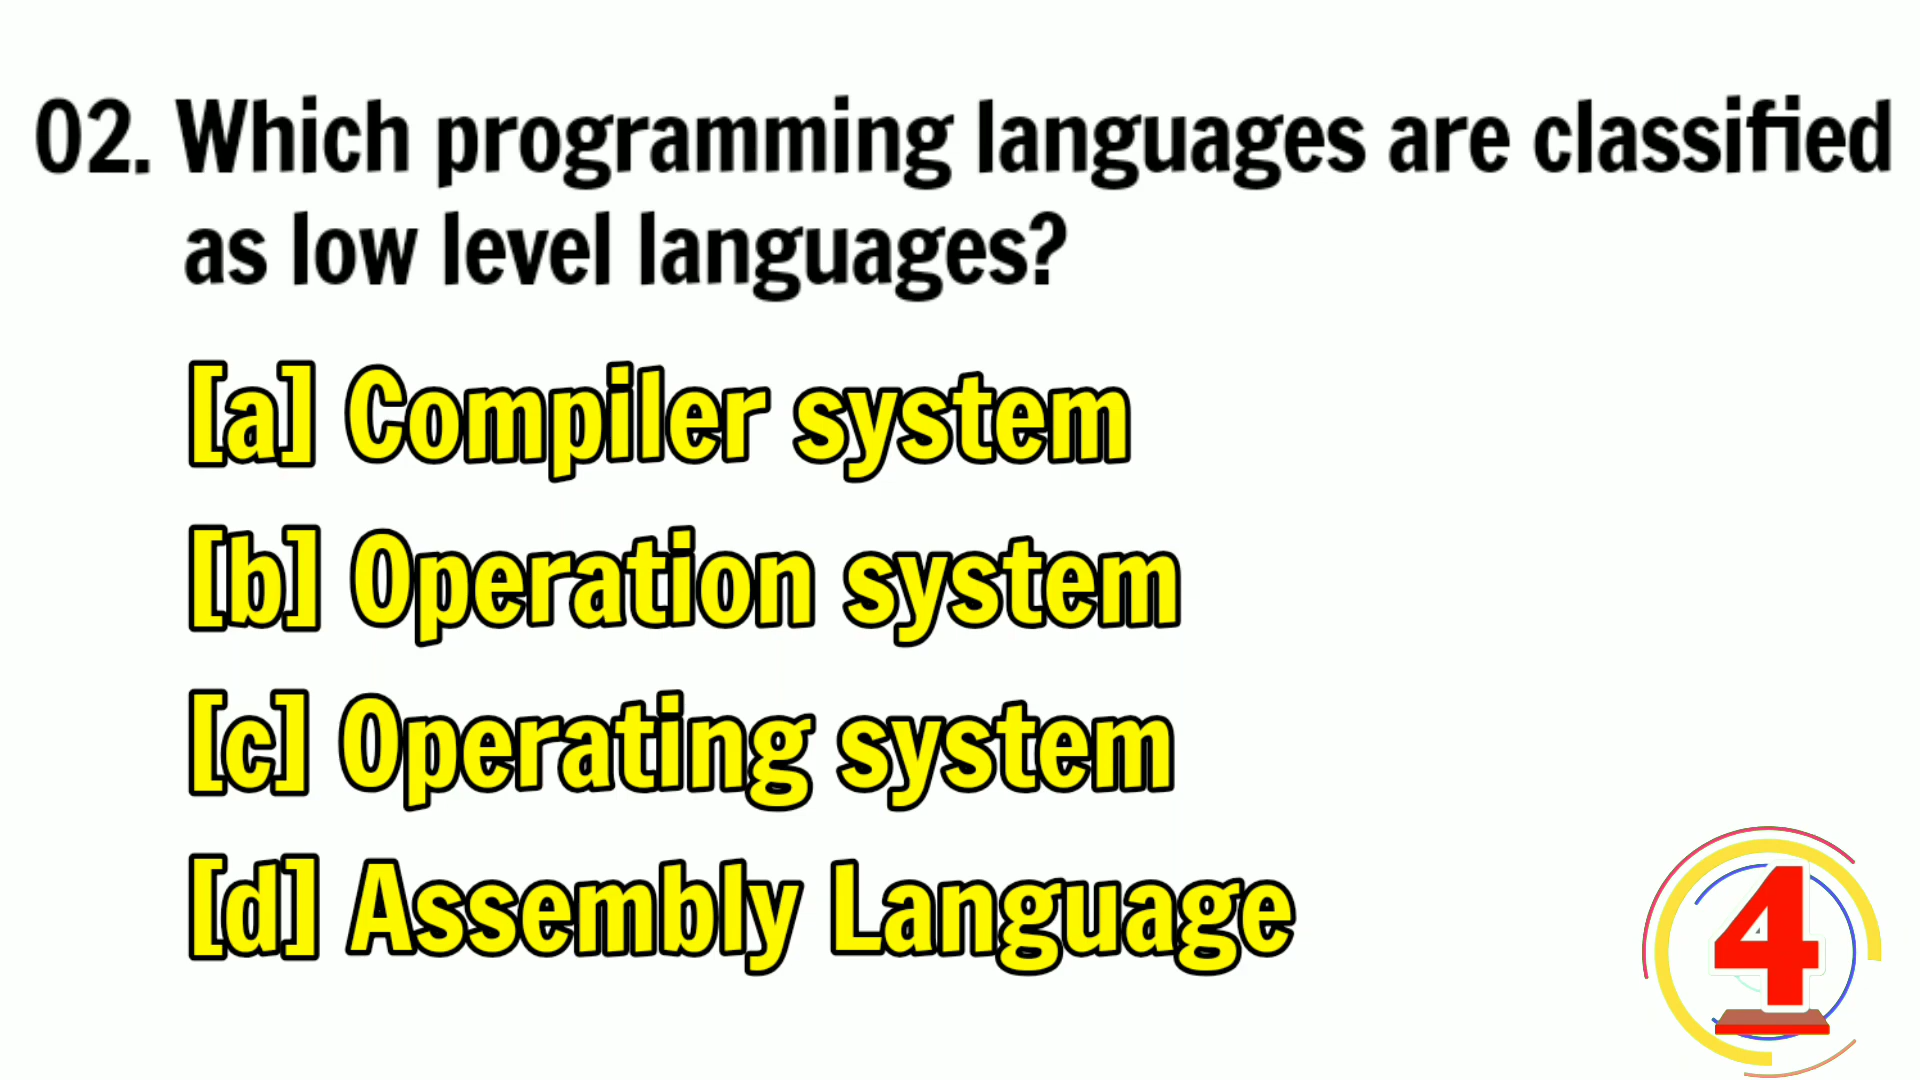 02. Which programming languages are classified
as low level languages?
[a] Compiler system
[b] Operation system
[c] Operating system
[d] Assembly Language
4